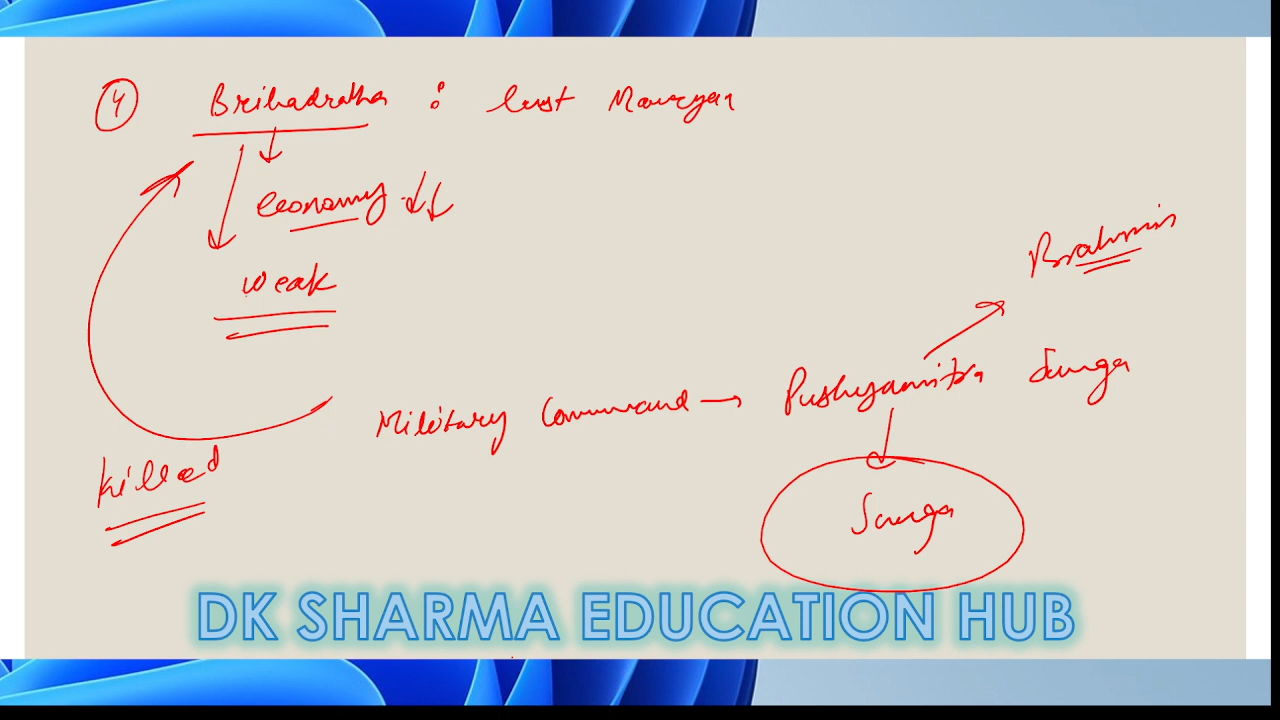 4 Brihadratha : last Mauryan
economy ↓↓
weak
Brahmin
Military Command → Pushyamitra Sunga
killed
Sunga
DK SHARMA EDUCATION HUB